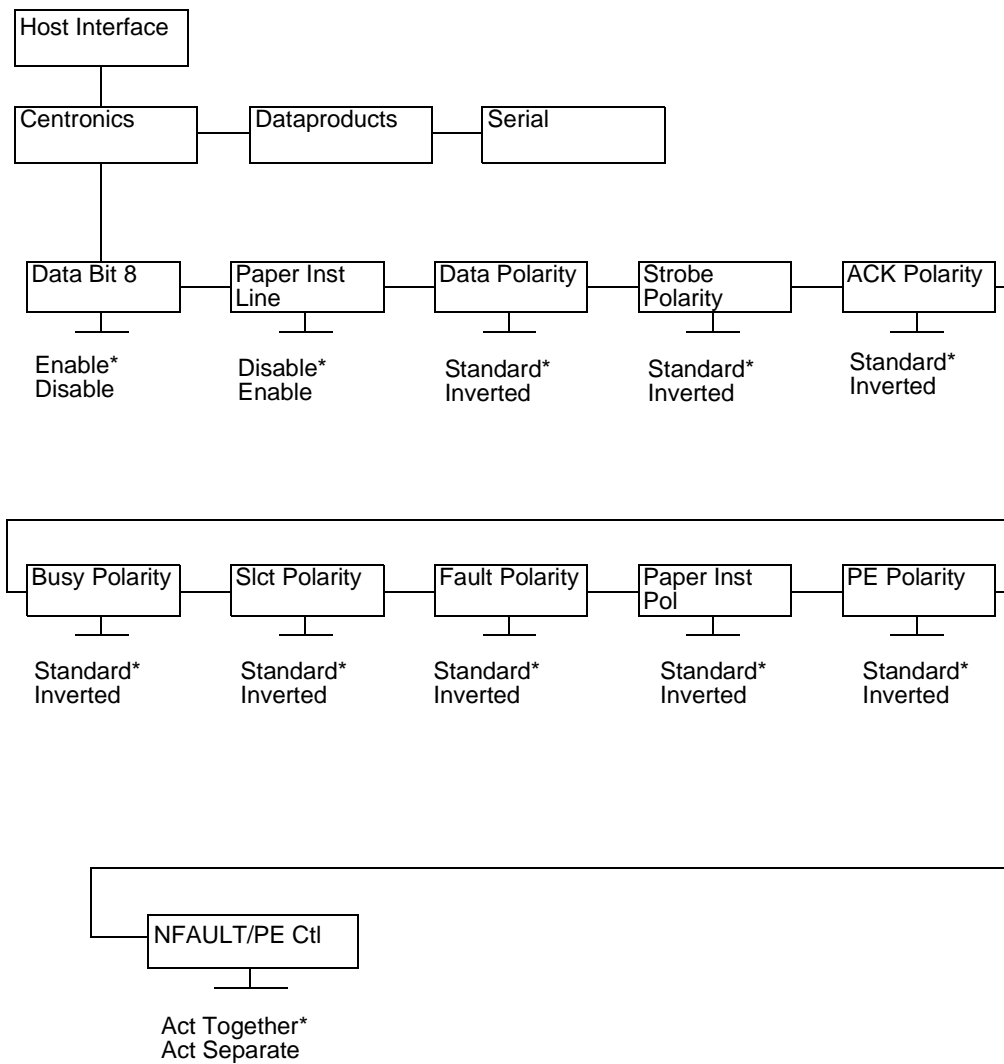 Host Interface
Centronics
Dataproducts
Serial
Data Bit 8
Paper Inst
Line
Data Polarity
Strobe
Polarity
ACK Polarity
Enable*
Disable
Disable*
Enable
Standard*
Inverted
Standard*
Inverted
Standard*
Inverted
Busy Polarity
Slct Polarity
Fault Polarity
Paper Inst
Pol
PE Polarity
Standard*
Inverted
Standard*
Inverted
Standard*
Inverted
Standard*
Inverted
Standard*
Inverted
NFAULT/PE Ctl
Act Together*
Act Separate